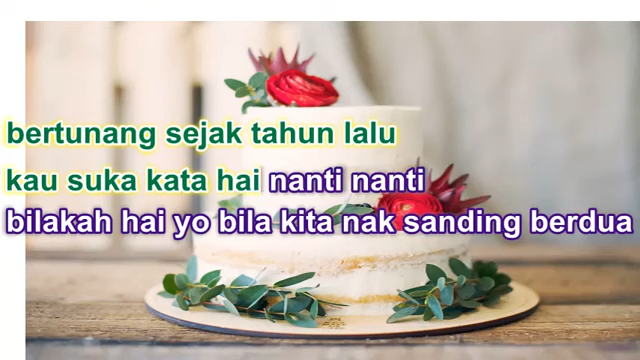 bertunang sejak tahun lalu
kau suka kata hai nanti nanti
bilakah hai yo bila kita nak sanding berdua